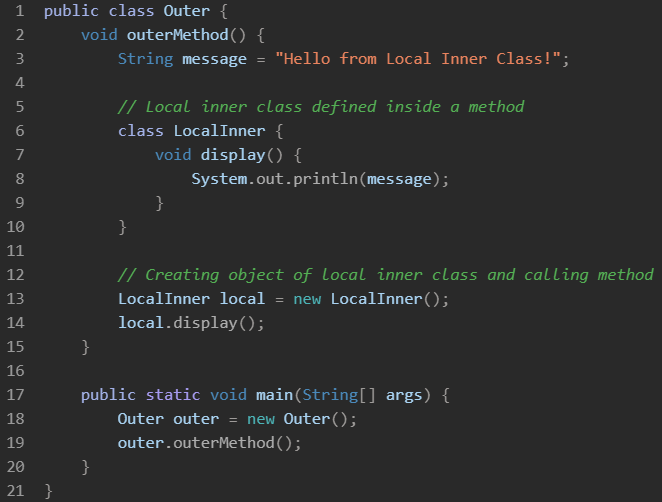 1 public class Outer {
2     void outerMethod() {
3         String message = "Hello from Local Inner Class!";
4
5         // Local inner class defined inside a method
6         class LocalInner {
7             void display() {
8                 System.out.println(message);
9             }
10         }
11
12         // Creating object of local inner class and calling method
13         LocalInner local = new LocalInner();
14         local.display();
15     }
16
17     public static void main(String[] args) {
18         Outer outer = new Outer();
19         outer.outerMethod();
20     }
21 }